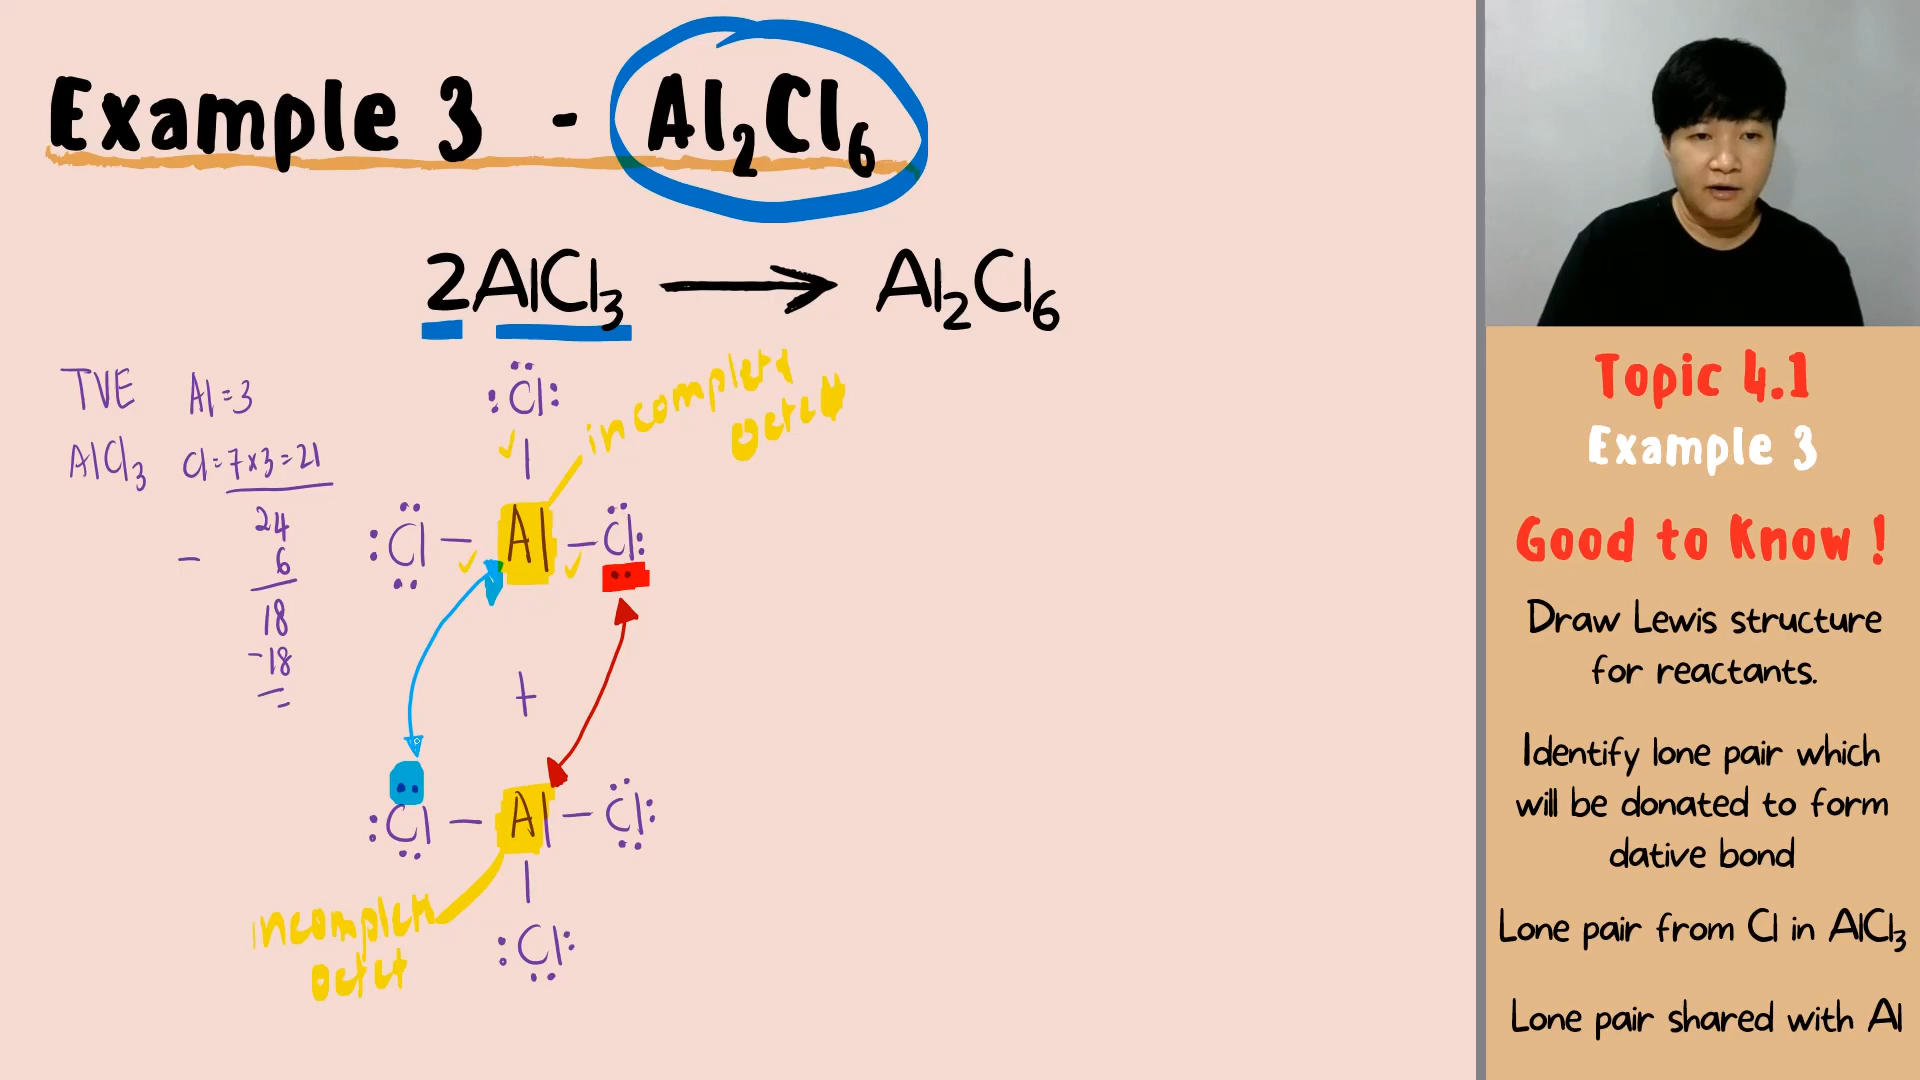 Example 3 - Al₂Cl₆
2AlCl₃ → Al₂Cl₆
TVE Al = 3
AlCl₃ Cl = 7 × 3 = 21
24
- 6
18
-18
=
incomplete
octet
:Cl:
:Cl - Al - Cl:
+
:Cl - Al - Cl:
:Cl:
incomplete
octet
Topic 4.1
Example 3
Good to Know !
Draw Lewis structure
for reactants.
Identify lone pair which
will be donated to form
dative bond
Lone pair from Cl in AlCl₃
Lone pair shared with Al